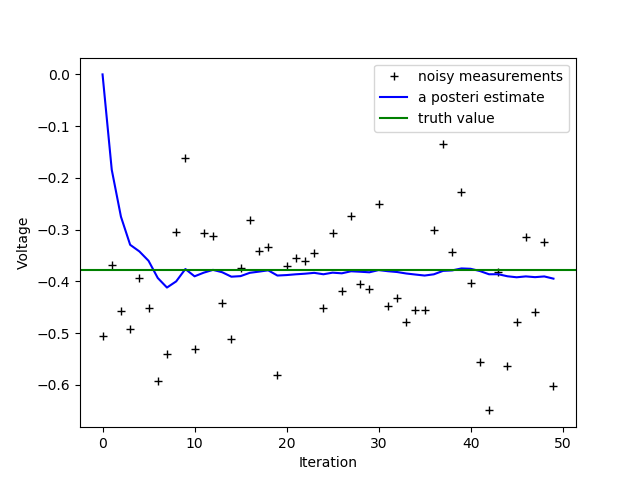 noisy measurements
a posteri estimate
truth value
0.0
−0.1
−0.2
−0.3
−0.4
−0.5
−0.6
Voltage
0 10 20 30 40 50
Iteration